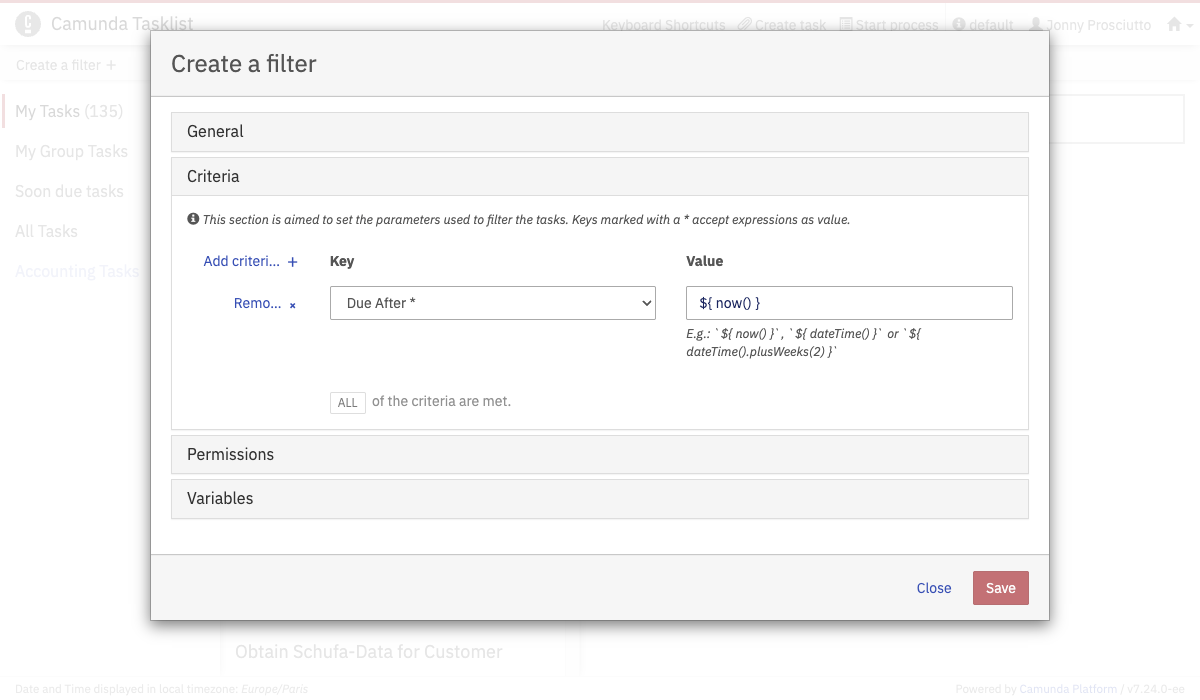 Camunda Tasklist
Keyboard Shortcuts Create task Start process default Jonny Prosciutto
Create a filter +
Create a filter
My Tasks (135)
My Group Tasks
Soon due tasks
All Tasks
Accounting Tasks
General
Criteria
This section is aimed to set the parameters used to filter the tasks. Keys marked with a * accept expressions as value.
Add criteri... + Key Value
Remo... × Due After * ${ now() }
E.g.: `${ now() }`, `${ dateTime() }` or `${
dateTime().plusWeeks(2) }`
ALL of the criteria are met.
Permissions
Variables
Close Save
Obtain Schufa-Data for Customer
Date and Time displayed in local timezone: Europe/Paris Powered by Camunda Platform / v7.24.0-ee